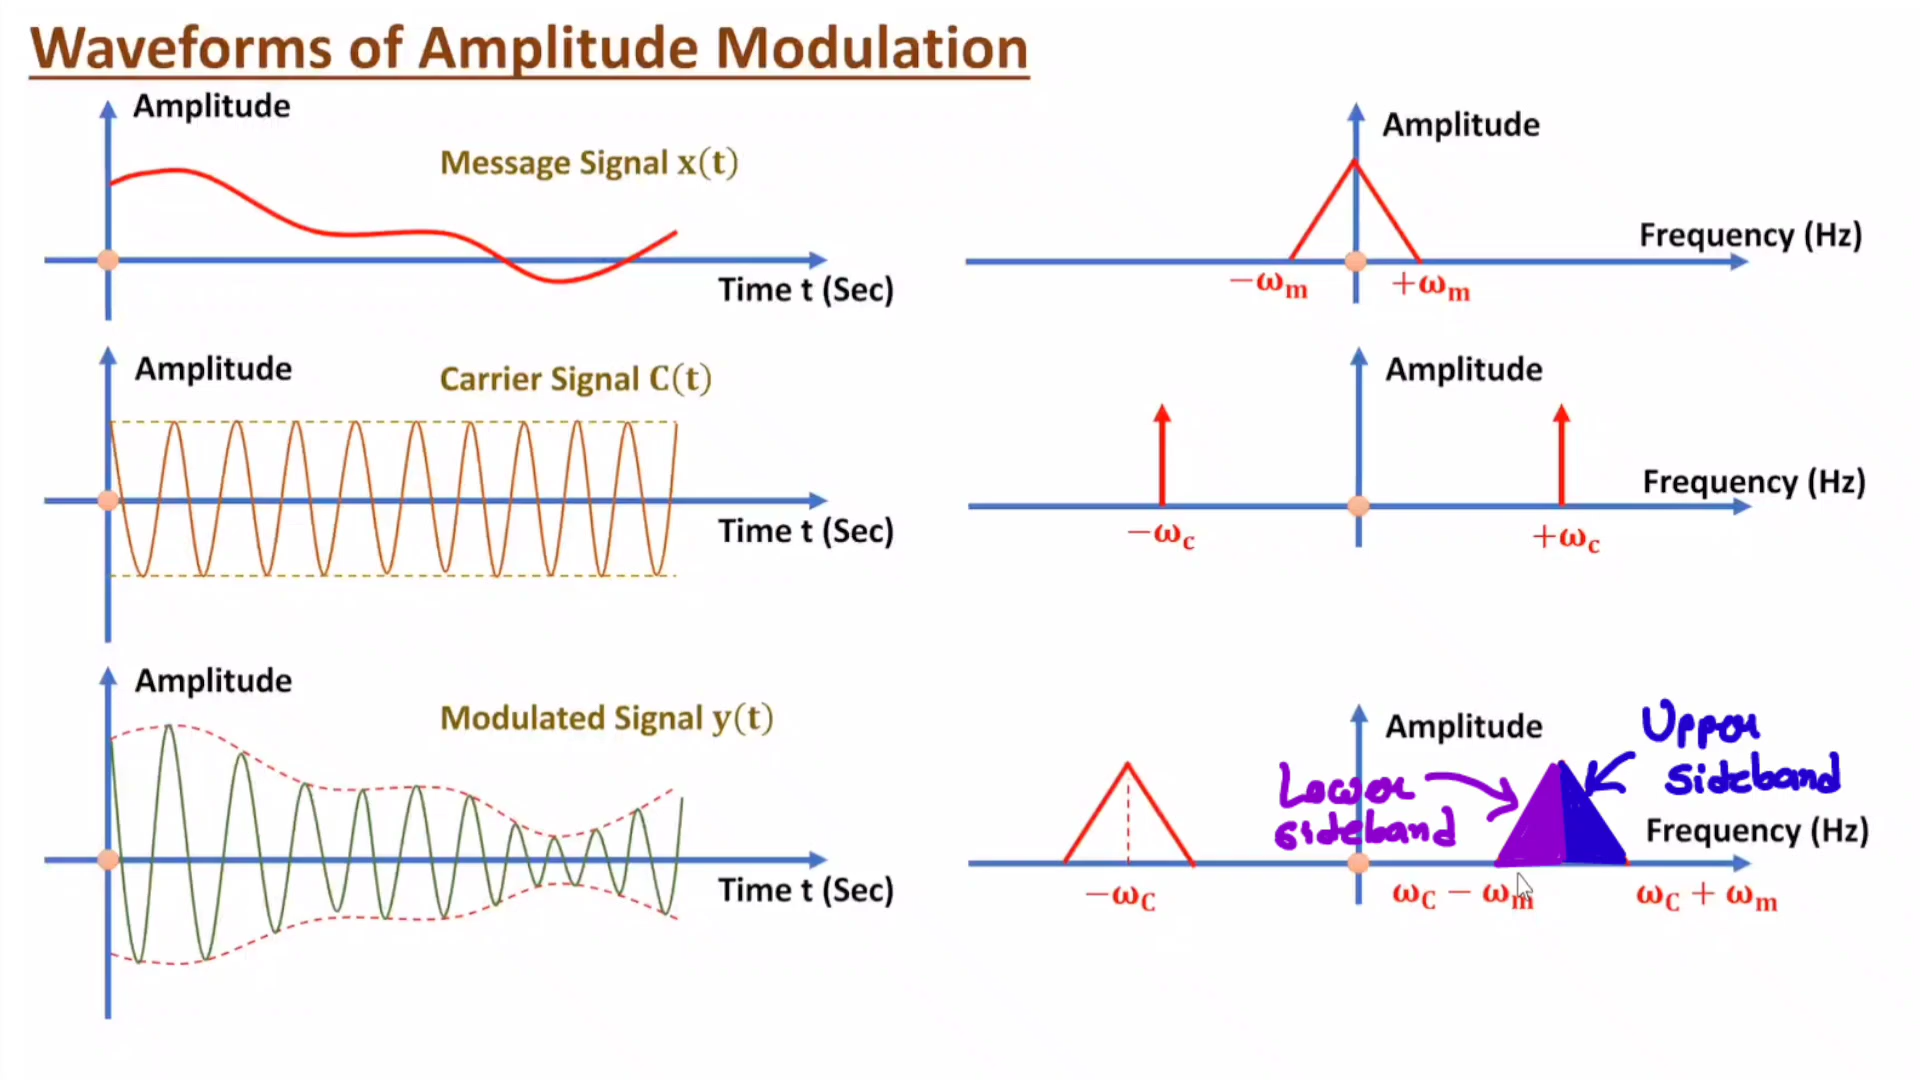 Waveforms of Amplitude Modulation
Amplitude
Message Signal x(t)
Time t (Sec)
Amplitude
Frequency (Hz)
−ωm
+ωm
Amplitude
Carrier Signal C(t)
Time t (Sec)
Amplitude
Frequency (Hz)
−ωc
+ωc
Amplitude
Modulated Signal y(t)
Time t (Sec)
Amplitude
Upper
sideband
Lower
sideband
Frequency (Hz)
−ωC
ωC − ωm
ωC + ωm